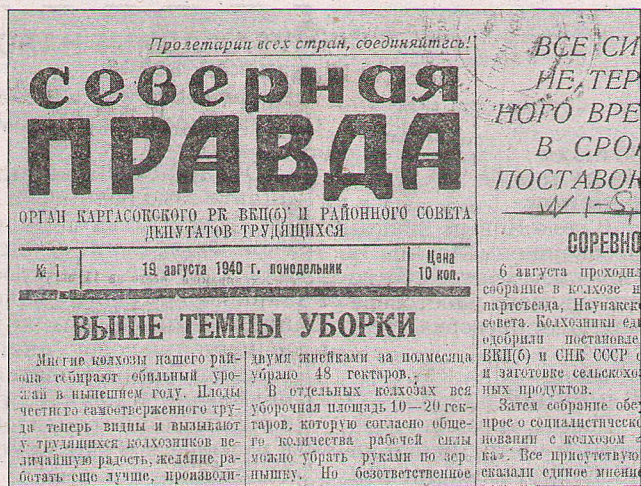 Пролетарии всех стран, соединяйтесь!
северная
ПРАВДА
ОРГАН КАРГАСОКСКОГО РК ВКП(б) И РАЙОННОГО СОВЕТА
ДЕПУТАТОВ ТРУДЯЩИХСЯ
№ 1
19 августа 1940 г. понедельник
Цена
10 коп.
ВЫШЕ ТЕМПЫ УБОРКИ
Многие колхозы нашего рай-
она собирают обильный уро-
жай в нынешнем году. Плоды
честного самоотверженного тру-
да теперь видны и вызывают
у трудящихся колхозников ве-
личайшую радость, желание ра-
ботать еще лучше, производи-
двумя жнейками за полмесяца
убрано 48 гектаров.
В отдельных колхозах вся
уборочная площадь 10—20 гек-
таров, которую согласно обще-
го количества рабочей силы
можно убрать руками по зер
нышку. Но безответственное
ВСЕ СИ
НЕ ТЕР
НОГО ВРЕ
В СРО
ПОСТАВОК
СОРЕВНО
6 августа проходил
собрание в колхозе и
партсъезда, Наунакс
совета. Колхозники еди
одобрили постановле
ВКП(б) и СНК СССР о
и заготовке сельскохо
ных продуктов.
Затем собрание обсу
прос о социалистическо
новании с колхозом «
ка». Все присутствую
сказали единое мнение